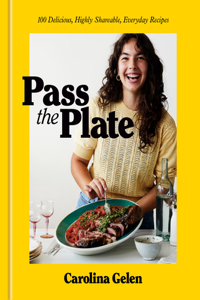 100 Delicious, Highly Shareable, Everyday Recipes
Pass
the
Plate
Carolina Gelen